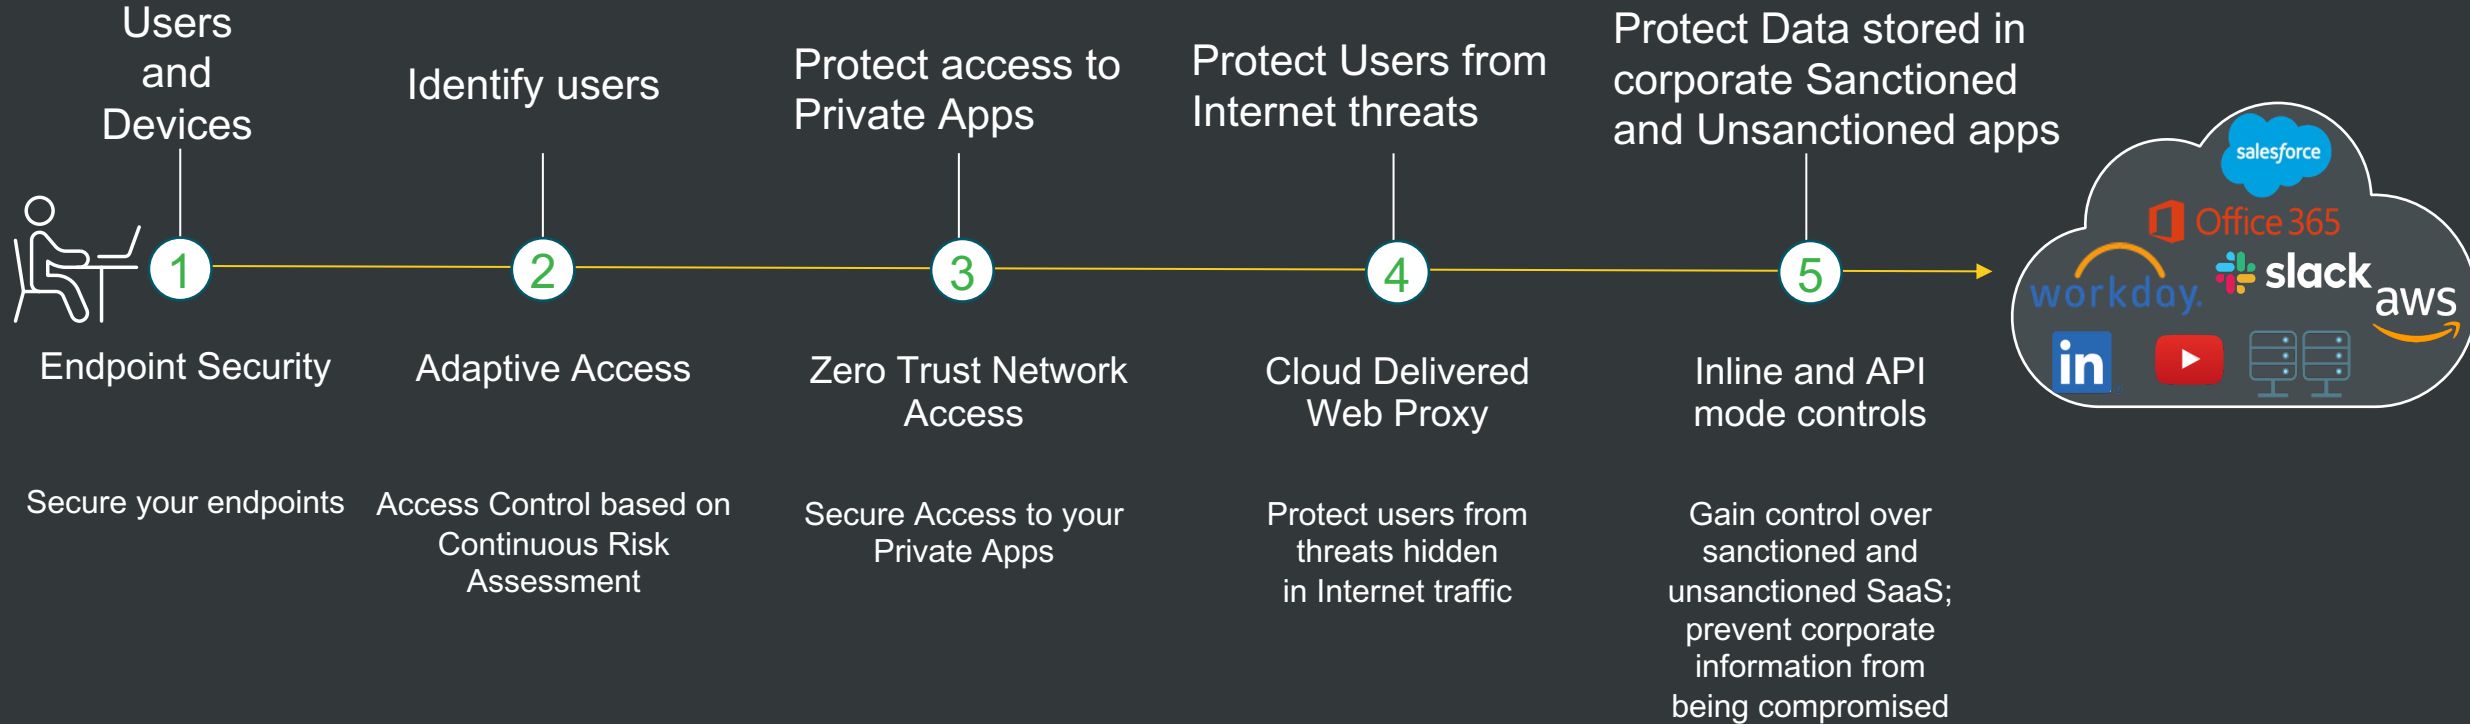 Users
and
Devices
Identify users
Protect access to
Private Apps
Protect Users from
Internet threats
Protect Data stored in
corporate Sanctioned
and Unsanctioned apps
1
2
3
4
5
salesforce
Office 365
workday.
slack
aws
in
Endpoint Security
Adaptive Access
Zero Trust Network
Access
Cloud Delivered
Web Proxy
Inline and API
mode controls
Secure your endpoints
Access Control based on
Continuous Risk
Assessment
Secure Access to your
Private Apps
Protect users from
threats hidden
in Internet traffic
Gain control over
sanctioned and
unsanctioned SaaS;
prevent corporate
information from
being compromised